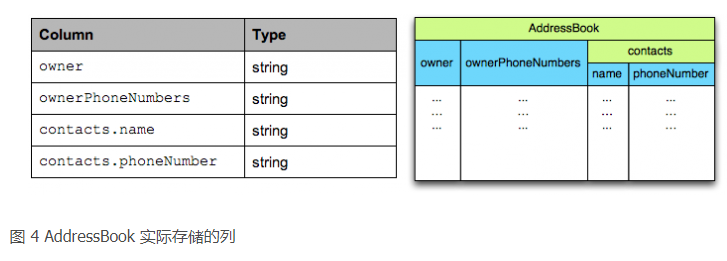 Column Type
owner string
ownerPhoneNumbers string
contacts.name string
contacts.phoneNumber string
AddressBook
owner ownerPhoneNumbers contacts
name phoneNumber
... ... ... ...
... ... ... ...
... ... ... ...
图 4 AddressBook 实际存储的列